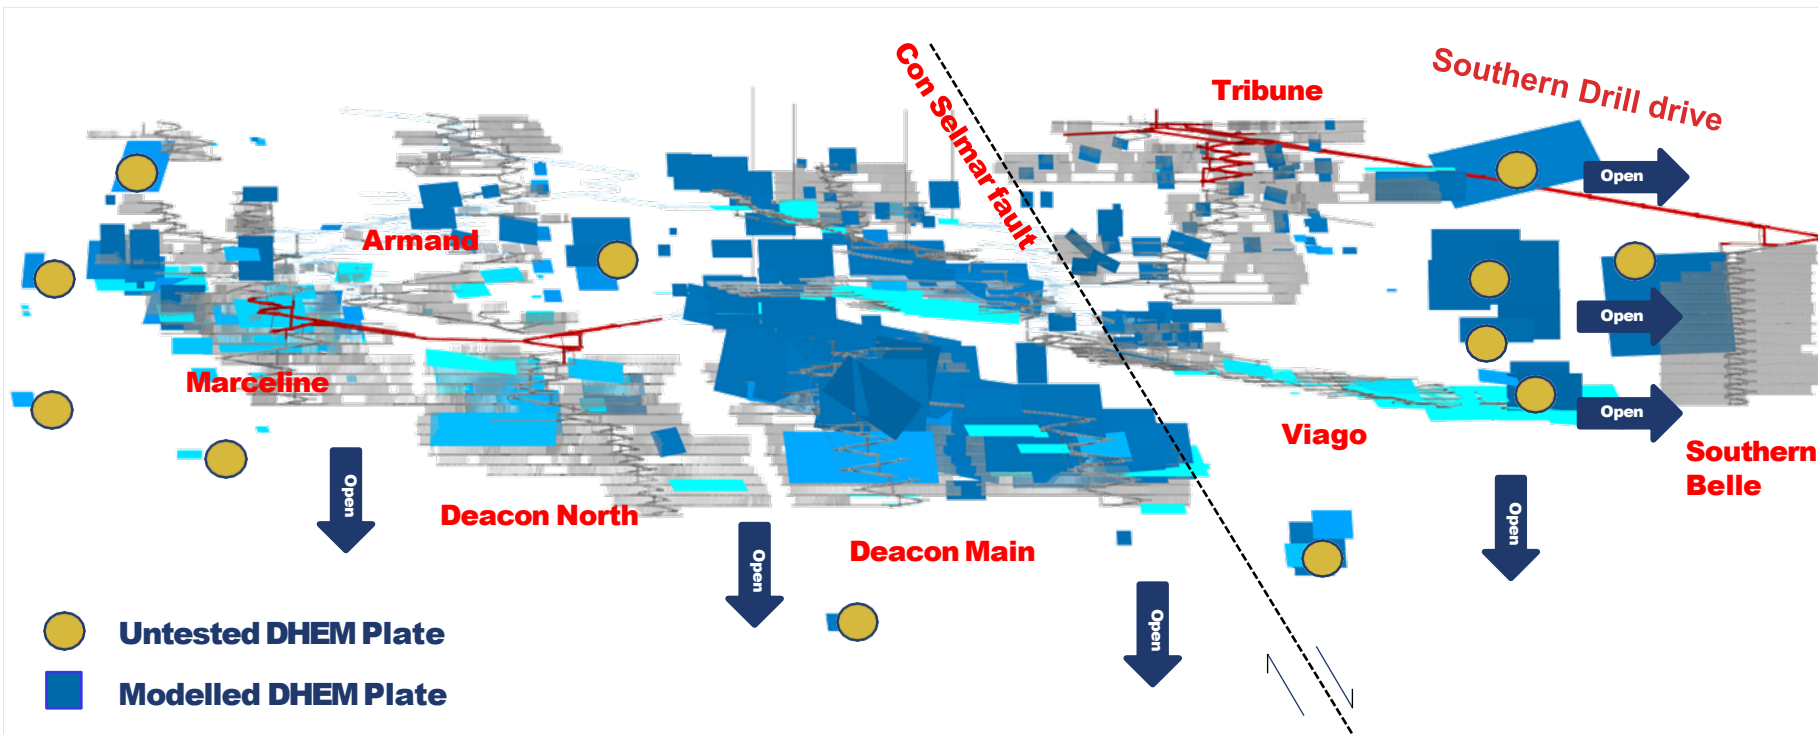 Southern Drill drive
Con Selmar fault
Tribune
Open
Armand
Open
Marceline
Open
Viago
Southern
Belle
Open
Deacon North
Open
Deacon Main
Open
Open
Untested DHEM Plate
Modelled DHEM Plate